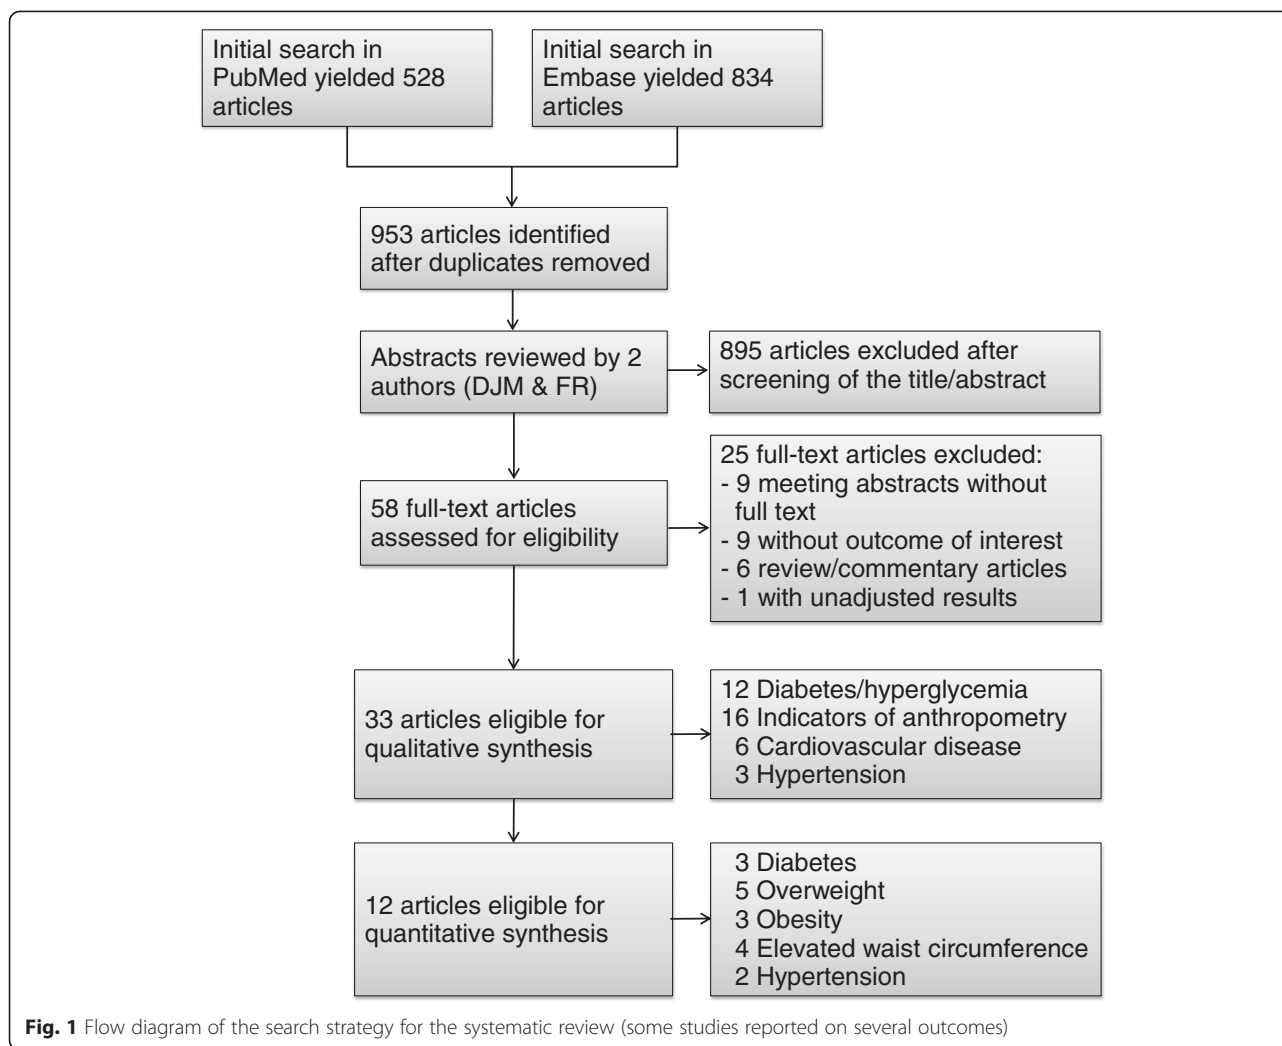 Initial search in
PubMed yielded 528
articles
Initial search in
Embase yielded 834
articles
953 articles identified
after duplicates removed
Abstracts reviewed by 2
authors (DJM & FR)
895 articles excluded after
screening of the title/abstract
58 full-text articles
assessed for eligibility
25 full-text articles excluded:
- 9 meeting abstracts without
full text
- 9 without outcome of interest
- 6 review/commentary articles
- 1 with unadjusted results
33 articles eligible for
qualitative synthesis
12 Diabetes/hyperglycemia
16 Indicators of anthropometry
6 Cardiovascular disease
3 Hypertension
12 articles eligible for
quantitative synthesis
3 Diabetes
5 Overweight
3 Obesity
4 Elevated waist circumference
2 Hypertension
Fig. 1 Flow diagram of the search strategy for the systematic review (some studies reported on several outcomes)